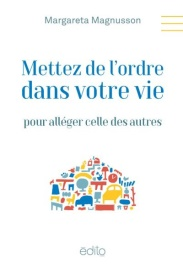 Margareta Magnusson
Mettez de l'ordre
dans votre vie
pour alléger celle des autres
édito